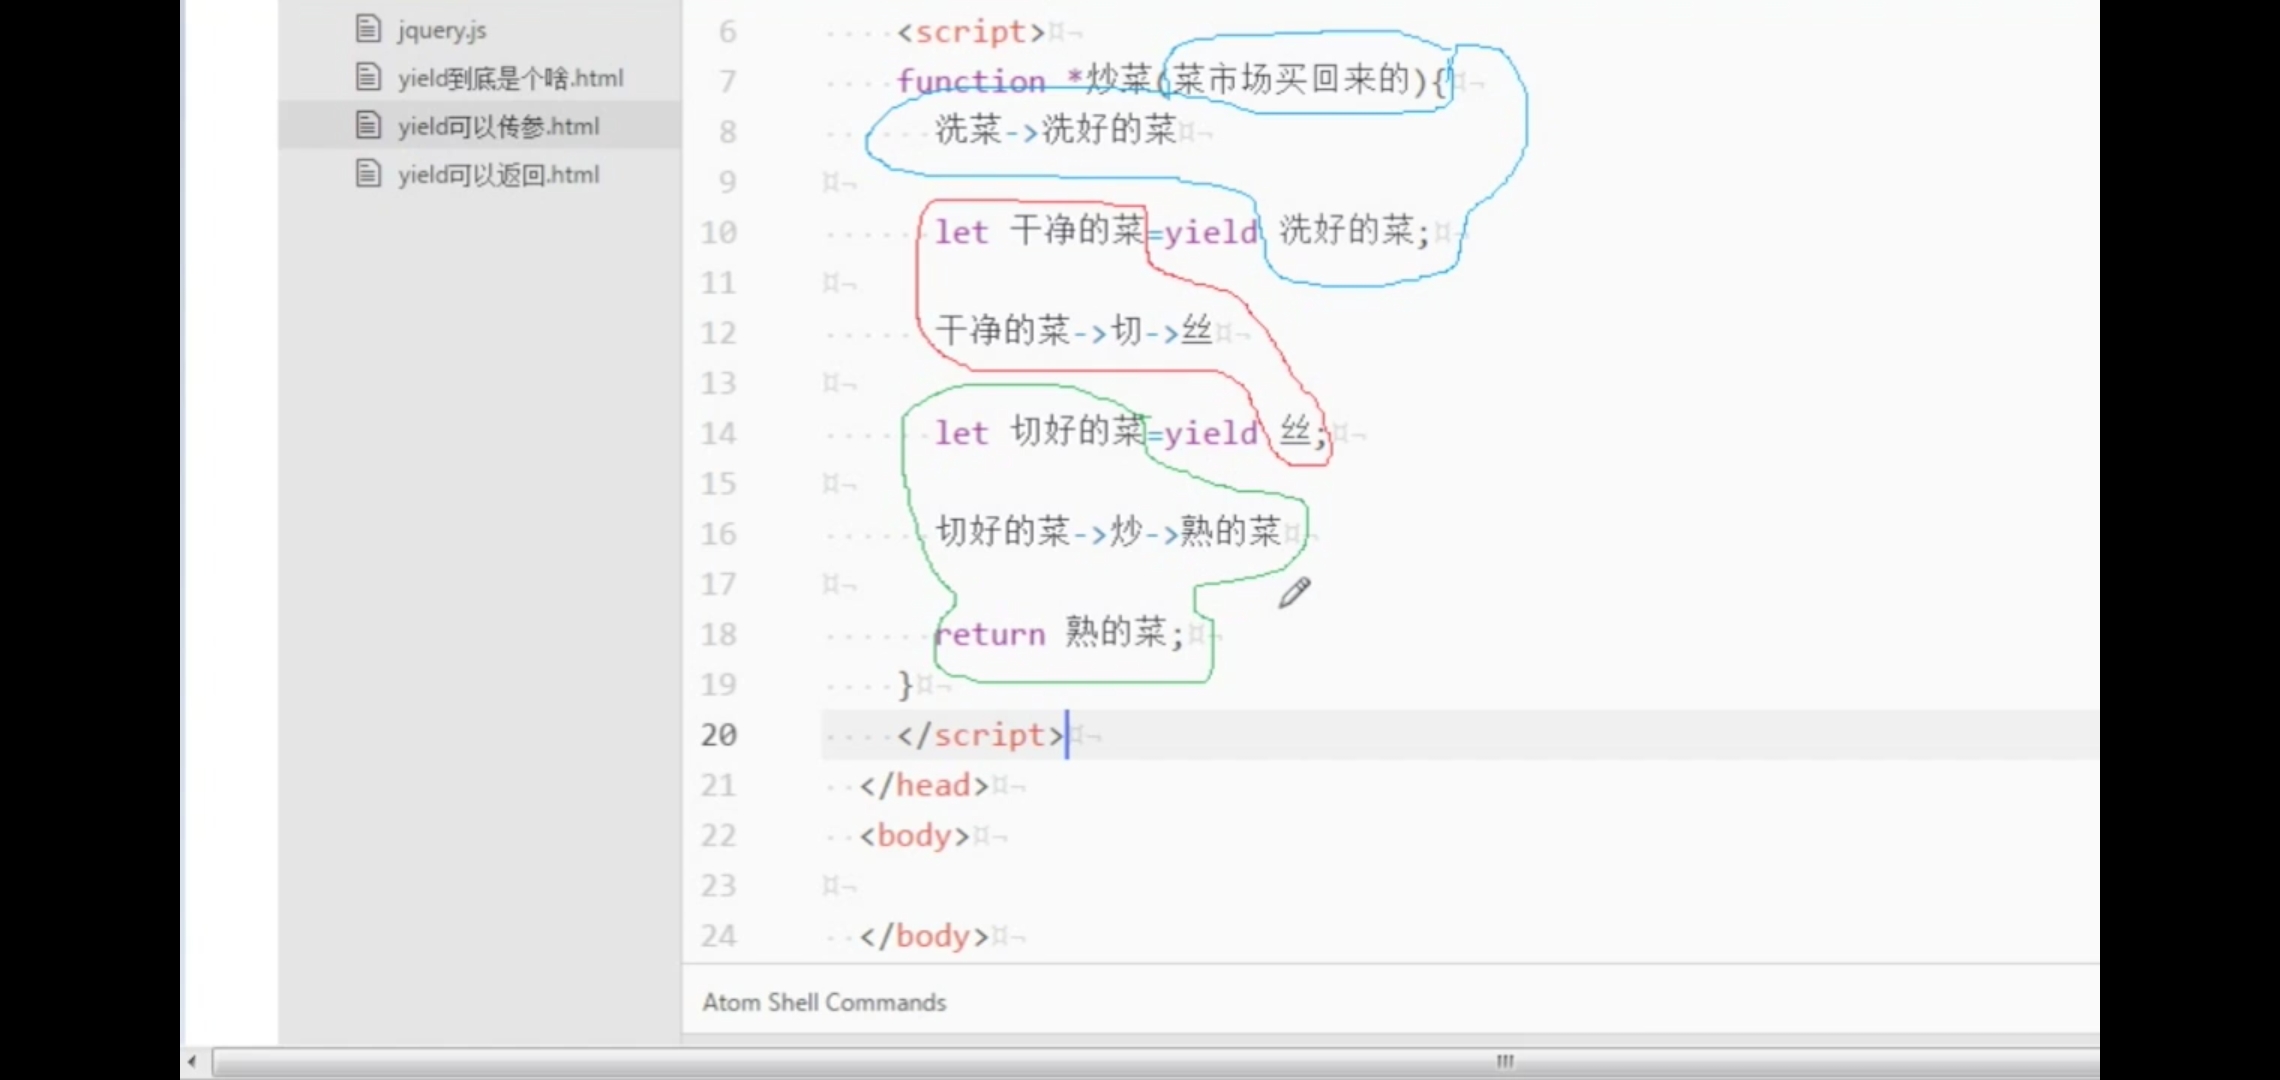 jquery.js
yield到底是个啥.html
yield可以传参.html
yield可以返回.html
6 <script>
7 function *炒菜(菜市场买回来的){
8 洗菜->洗好的菜
9
10 let 干净的菜=yield 洗好的菜;
11
12 干净的菜->切->丝
13
14 let 切好的菜=yield 丝;
15
16 切好的菜->炒->熟的菜
17
18 return 熟的菜;
19 }
20 </script>
21 </head>
22 <body>
23
24 </body>
Atom Shell Commands